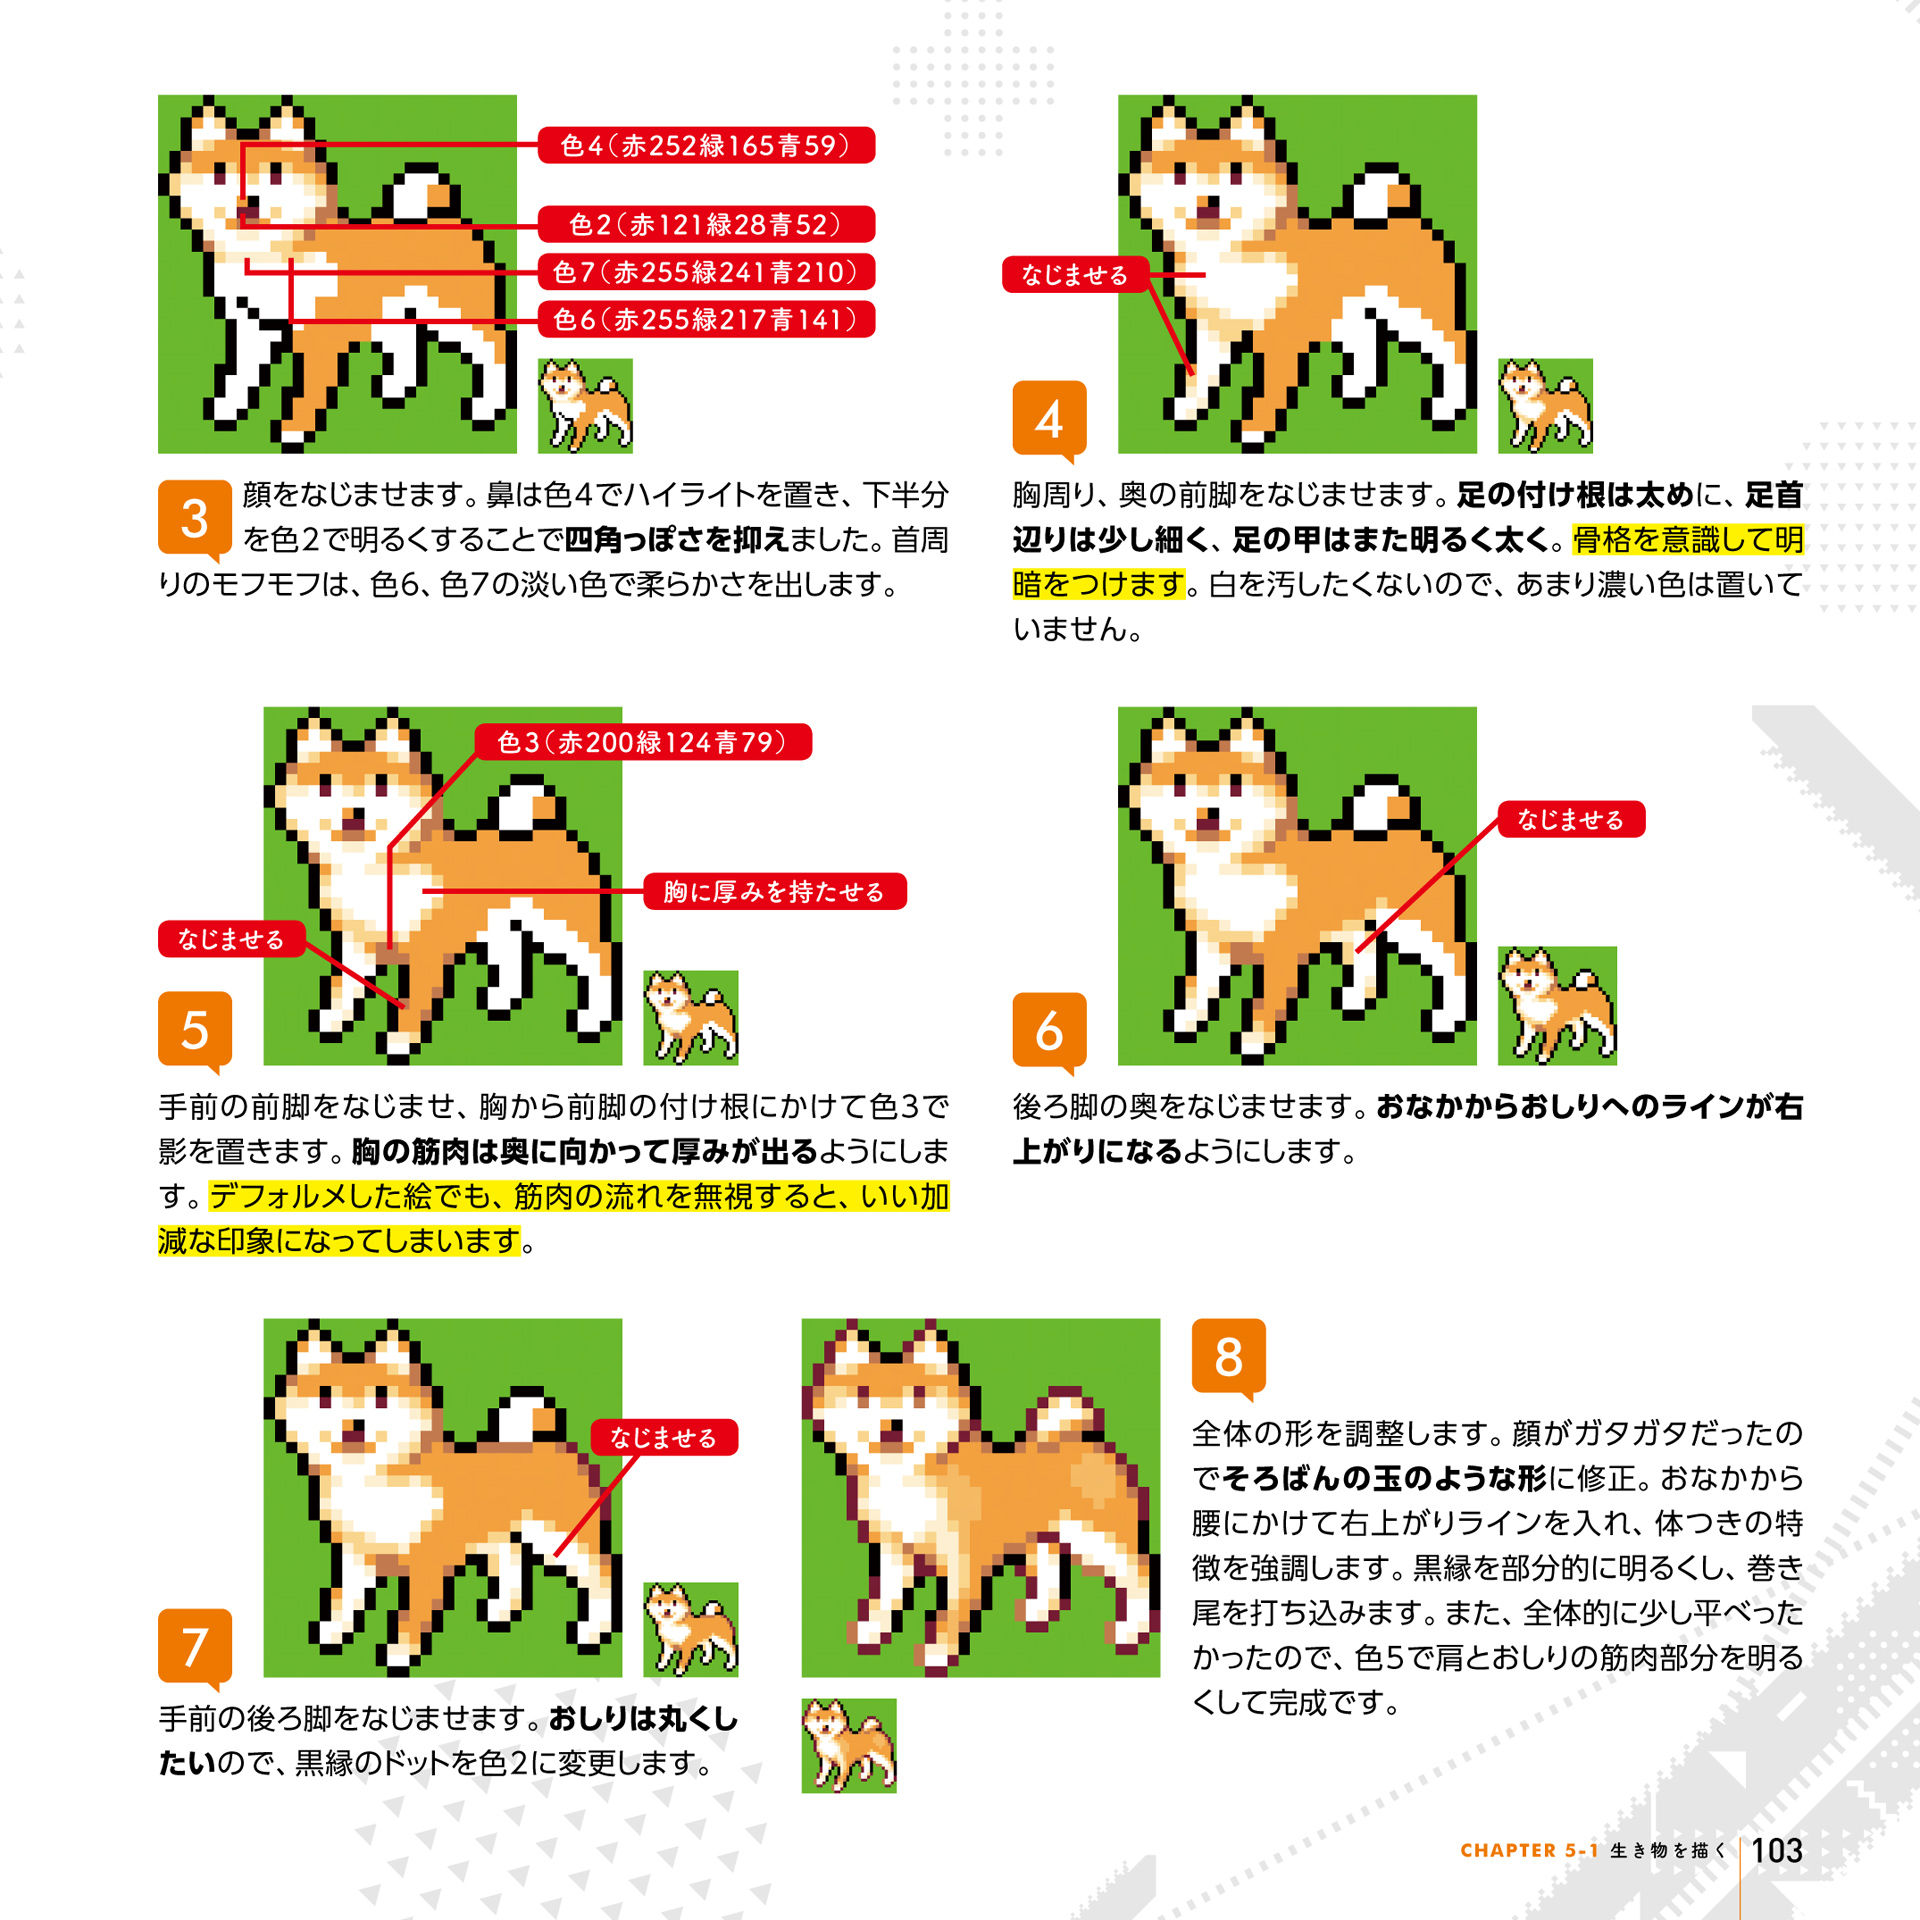 色4（赤252緑165青59）
色2（赤121緑28青52）
色7（赤255緑241青210）
色6（赤255緑217青141）
3
顔をなじませます。鼻は色4でハイライトを置き、下半分
を色2で明るくすることで四角っぽさを抑えました。首周
りのモフモフは、色6、色7の淡い色で柔らかさを出します。
なじませる
4
胸周り、奥の前脚をなじませます。足の付け根は太めに、足首
辺りは少し細く、足の甲はまた明るく太く。骨格を意識して明
暗をつけます。白を汚したくないので、あまり濃い色は置いて
いません。
色3（赤200緑124青79）
胸に厚みを持たせる
なじませる
5
手前の前脚をなじませ、胸から前脚の付け根にかけて色3で
影を置きます。胸の筋肉は奥に向かって厚みが出るようにしま
す。デフォルメした絵でも、筋肉の流れを無視すると、いい加
減な印象になってしまいます。
なじませる
6
後ろ脚の奥をなじませます。おなかからおしりへのラインが右
上がりになるようにします。
なじませる
7
手前の後ろ脚をなじませます。おしりは丸くし
たいので、黒縁のドットを色2に変更します。
8
全体の形を調整します。顔がガタガタだったの
でそろばんの玉のような形に修正。おなかから
腰にかけて右上がりラインを入れ、体つきの特
徴を強調します。黒縁を部分的に明るくし、巻き
尾を打ち込みます。また、全体的に少し平べった
かったので、色5で肩とおしりの筋肉部分を明る
くして完成です。
CHAPTER 5-1 生き物を描く 103